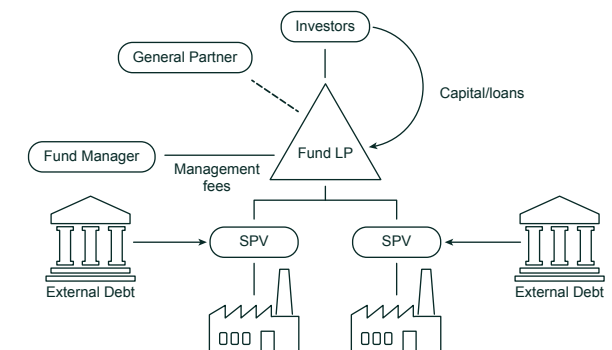 Investors
General Partner
Capital/loans
Fund LP
Fund Manager
Management
fees
SPV
SPV
External Debt
External Debt